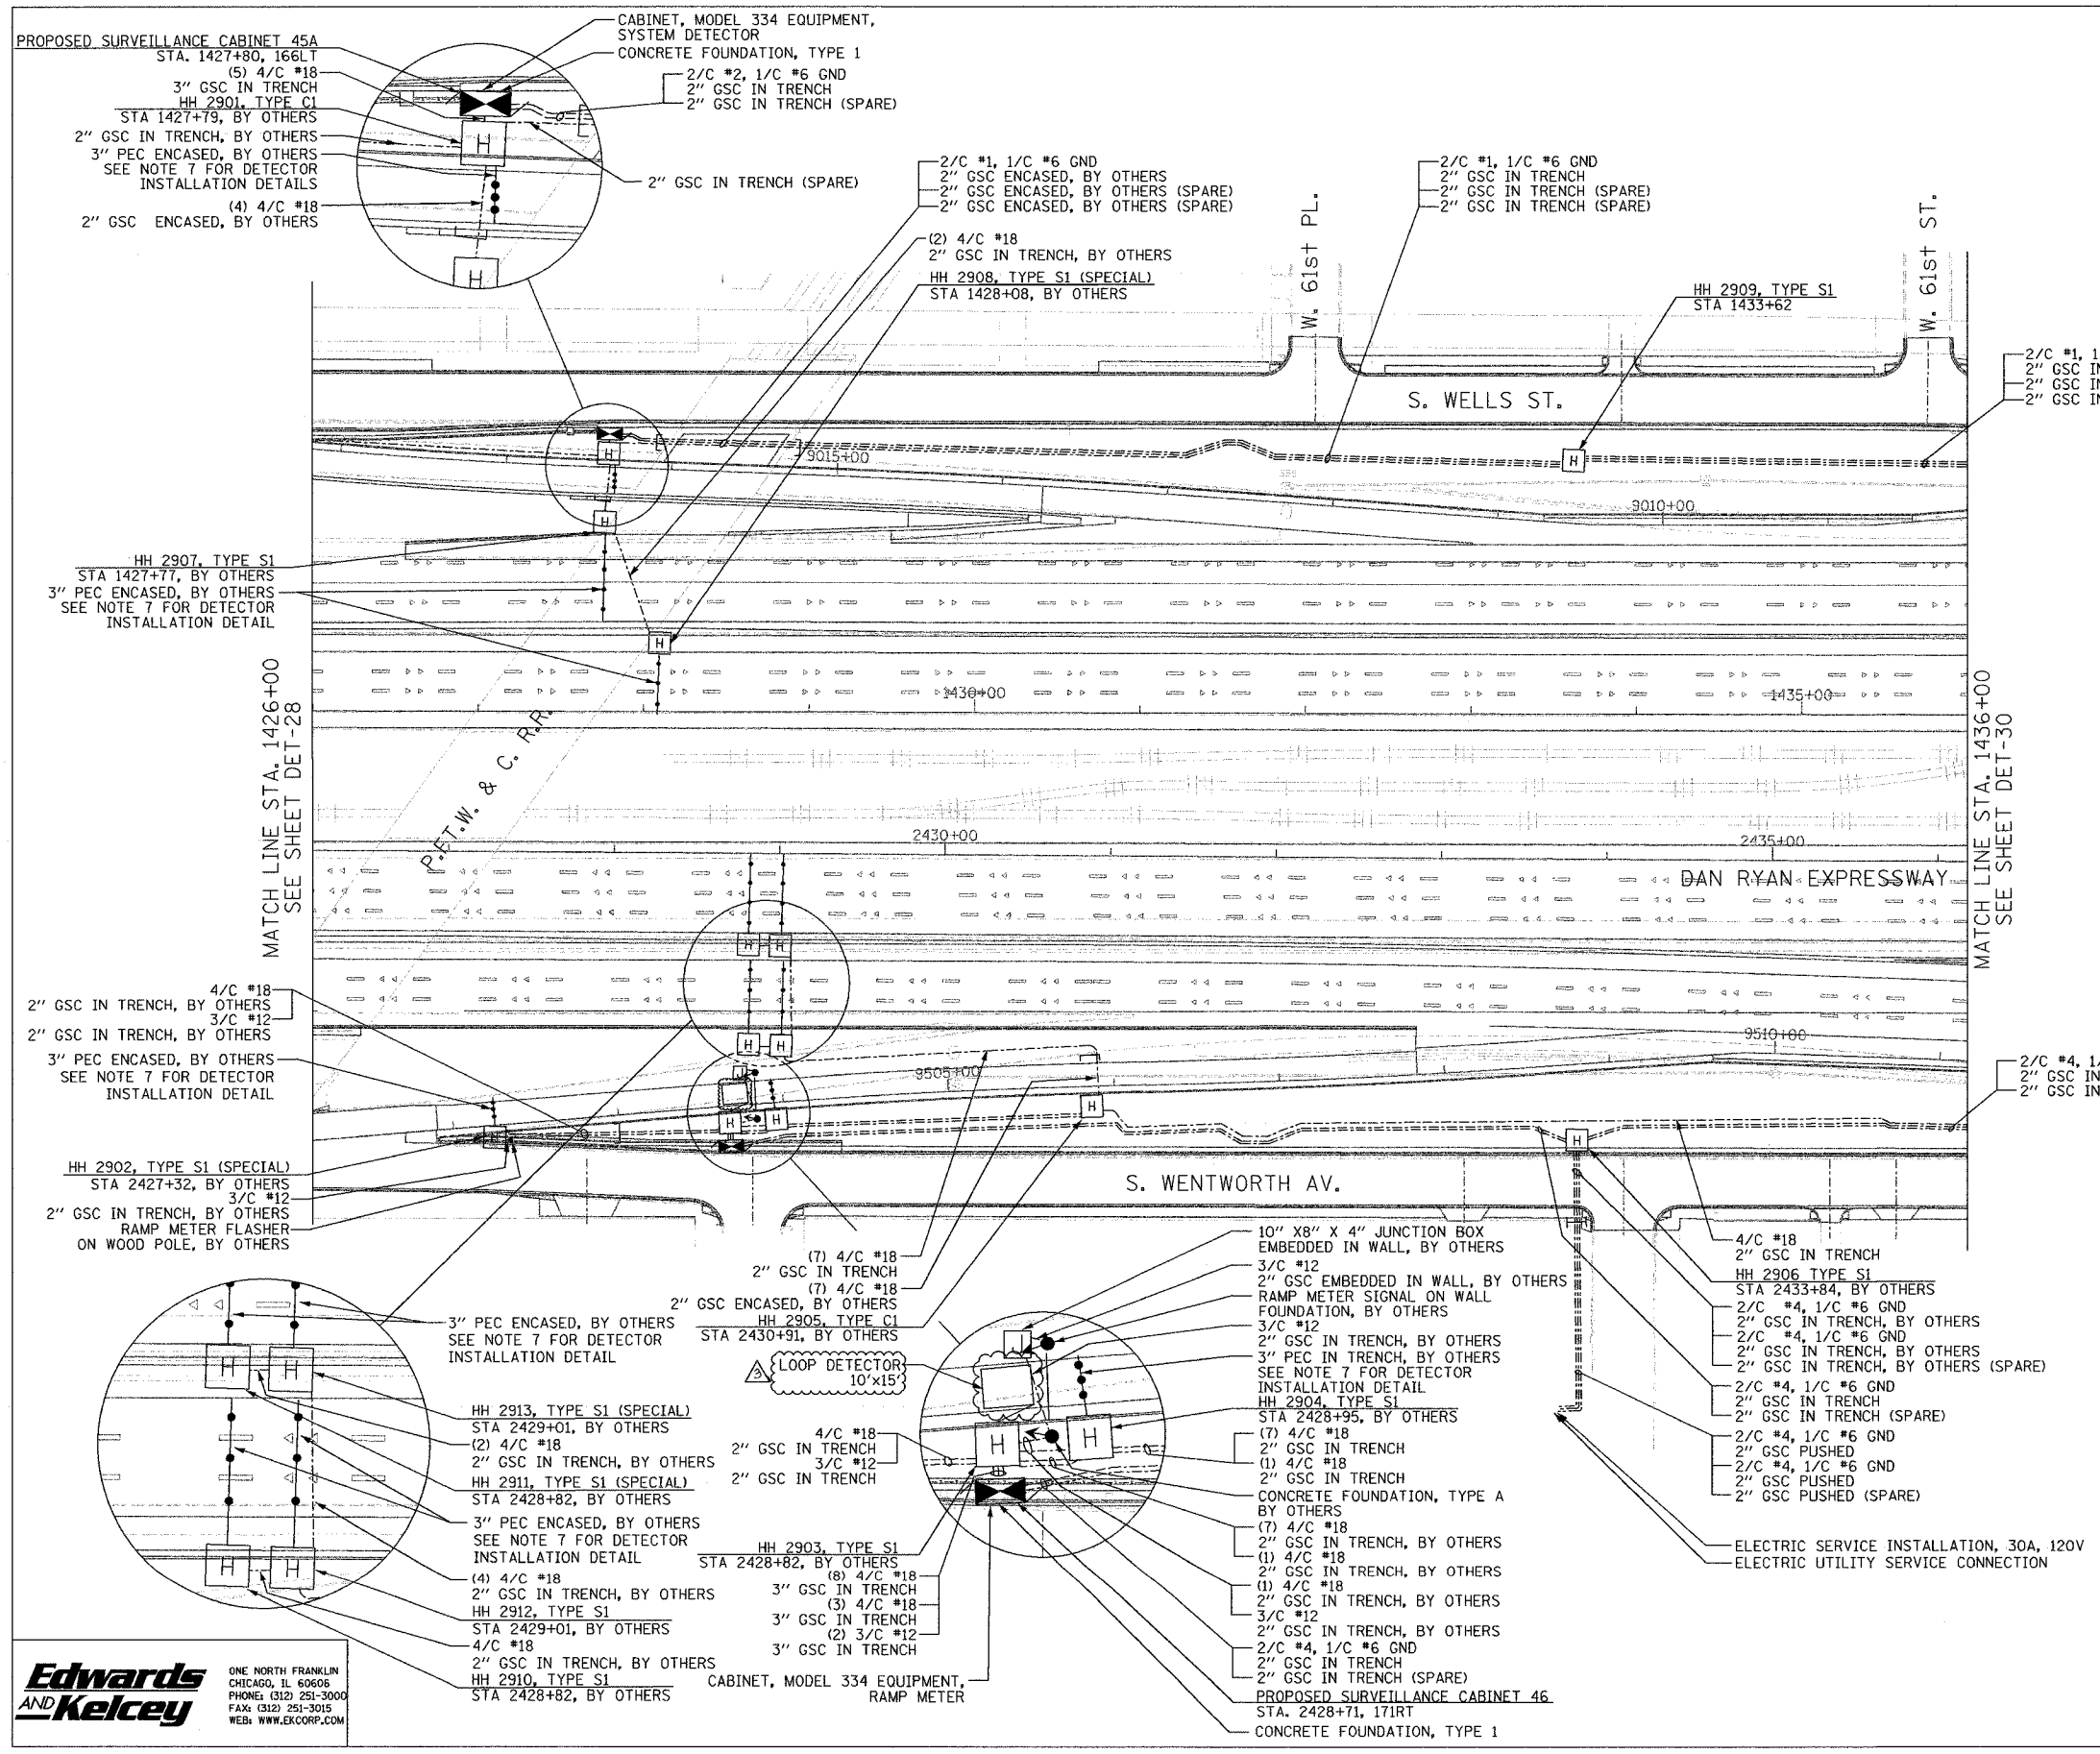 CABINET, MODEL 334 EQUIPMENT,
SYSTEM DETECTOR
CONCRETE FOUNDATION, TYPE 1
2/C #2, 1/C #6 GND
2" GSC IN TRENCH
2" GSC IN TRENCH (SPARE)
PROPOSED SURVEILLANCE CABINET 45A
STA. 1427+80, 166LT
(5) 4/C #18
3" GSC IN TRENCH
HH 2901, TYPE C1
STA 1427+79, BY OTHERS
2" GSC IN TRENCH, BY OTHERS
3" PEC ENCASED, BY OTHERS
SEE NOTE 7 FOR DETECTOR
INSTALLATION DETAILS
(4) 4/C #18
2" GSC ENCASED, BY OTHERS
H
H
2" GSC IN TRENCH (SPARE)
2/C #1, 1/C #6 GND
2" GSC ENCASED, BY OTHERS
2" GSC ENCASED, BY OTHERS (SPARE)
2" GSC ENCASED, BY OTHERS (SPARE)
(2) 4/C #18
2" GSC IN TRENCH, BY OTHERS
HH 2908, TYPE S1 (SPECIAL)
STA 1428+08, BY OTHERS
2/C #1, 1/C #6 GND
2" GSC IN TRENCH
2" GSC IN TRENCH (SPARE)
2" GSC IN TRENCH (SPARE)
W. 61st PL.
W. 61st ST.
HH 2909, TYPE S1
STA 1433+62
2/C #1, 1
2" GSC IN
2" GSC IN
2" GSC IN
S. WELLS ST.
H
H
H
H
9015+00
9010+00
HH 2907, TYPE S1
STA 1427+77, BY OTHERS
3" PEC ENCASED, BY OTHERS
SEE NOTE 7 FOR DETECTOR
INSTALLATION DETAIL
1430+00
1435+00
MATCH LINE STA. 1426+00
SEE SHEET DET-28
MATCH LINE STA. 1436+00
SEE SHEET DET-30
P.FT.W. & C. R.R.
2430+00
2435+00
DAN RYAN EXPRESSWAY
H
H
H
H
9505+00
9510+00
4/C #18
2" GSC IN TRENCH, BY OTHERS
3/C #12
2" GSC IN TRENCH, BY OTHERS
3" PEC ENCASED, BY OTHERS
SEE NOTE 7 FOR DETECTOR
INSTALLATION DETAIL
J
H
H
H
H
H
2/C #4, 1/
2" GSC IN
2" GSC IN
HH 2902, TYPE S1 (SPECIAL)
STA 2427+32, BY OTHERS
3/C #12
2" GSC IN TRENCH, BY OTHERS
RAMP METER FLASHER
ON WOOD POLE, BY OTHERS
S. WENTWORTH AV.
(7) 4/C #18
2" GSC IN TRENCH
(7) 4/C #18
2" GSC ENCASED, BY OTHERS
HH 2905, TYPE C1
STA 2430+91, BY OTHERS
3
LOOP DETECTOR
10'x15'
4/C #18
2" GSC IN TRENCH
3/C #12
2" GSC IN TRENCH
HH 2903, TYPE S1
STA 2428+82, BY OTHERS
(8) 4/C #18
3" GSC IN TRENCH
(3) 4/C #18
3" GSC IN TRENCH
(2) 3/C #12
3" GSC IN TRENCH
CABINET, MODEL 334 EQUIPMENT,
RAMP METER
J
H
H
10" X8" X 4" JUNCTION BOX
EMBEDDED IN WALL, BY OTHERS
3/C #12
2" GSC EMBEDDED IN WALL, BY OTHERS
RAMP METER SIGNAL ON WALL
FOUNDATION, BY OTHERS
3/C #12
2" GSC IN TRENCH, BY OTHERS
3" PEC IN TRENCH, BY OTHERS
SEE NOTE 7 FOR DETECTOR
INSTALLATION DETAIL
HH 2904, TYPE S1
STA 2428+95, BY OTHERS
(7) 4/C #18
2" GSC IN TRENCH
(1) 4/C #18
2" GSC IN TRENCH
CONCRETE FOUNDATION, TYPE A
BY OTHERS
(7) 4/C #18
2" GSC IN TRENCH, BY OTHERS
(1) 4/C #18
2" GSC IN TRENCH, BY OTHERS
(1) 4/C #18
2" GSC IN TRENCH, BY OTHERS
3/C #12
2" GSC IN TRENCH, BY OTHERS
2/C #4, 1/C #6 GND
2" GSC IN TRENCH
2" GSC IN TRENCH (SPARE)
PROPOSED SURVEILLANCE CABINET 46
STA. 2428+71, 171RT
CONCRETE FOUNDATION, TYPE 1
4/C #18
2" GSC IN TRENCH
HH 2906 TYPE S1
STA 2433+84, BY OTHERS
2/C #4, 1/C #6 GND
2" GSC IN TRENCH, BY OTHERS
2/C #4, 1/C #6 GND
2" GSC IN TRENCH, BY OTHERS
2" GSC IN TRENCH, BY OTHERS (SPARE)
2/C #4, 1/C #6 GND
2" GSC IN TRENCH
2" GSC IN TRENCH (SPARE)
2/C #4, 1/C #6 GND
2" GSC PUSHED
2/C #4, 1/C #6 GND
2" GSC PUSHED
2" GSC PUSHED (SPARE)
ELECTRIC SERVICE INSTALLATION, 30A, 120V
ELECTRIC UTILITY SERVICE CONNECTION
H
H
H
H
3" PEC ENCASED, BY OTHERS
SEE NOTE 7 FOR DETECTOR
INSTALLATION DETAIL
HH 2913, TYPE S1 (SPECIAL)
STA 2429+01, BY OTHERS
(2) 4/C #18
2" GSC IN TRENCH, BY OTHERS
HH 2911, TYPE S1 (SPECIAL)
STA 2428+82, BY OTHERS
3" PEC ENCASED, BY OTHERS
SEE NOTE 7 FOR DETECTOR
INSTALLATION DETAIL
(4) 4/C #18
2" GSC IN TRENCH, BY OTHERS
HH 2912, TYPE S1
STA 2429+01, BY OTHERS
4/C #18
2" GSC IN TRENCH, BY OTHERS
HH 2910, TYPE S1
STA 2428+82, BY OTHERS
Edwards
AND Kelcey
ONE NORTH FRANKLIN
CHICAGO, IL 60606
PHONE: (312) 251-3000
FAX: (312) 251-3015
WEB: WWW.EKCORP.COM